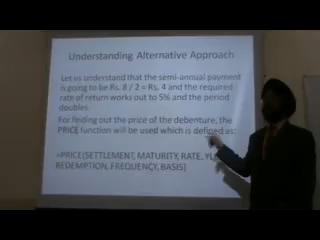 Understanding Alternative Approach
Let us understand that the semi-annual payment
is going to be Rs. 8 / 2 = Rs. 4 and the required
rate of return works out to 5% and the period
doubles.
For finding out the price of the debenture, the
PRICE function will be used which is defined as:
=PRICE(SETTLEMENT, MATURITY, RATE,
REDEMPTION, FREQUENCY, BASIS)